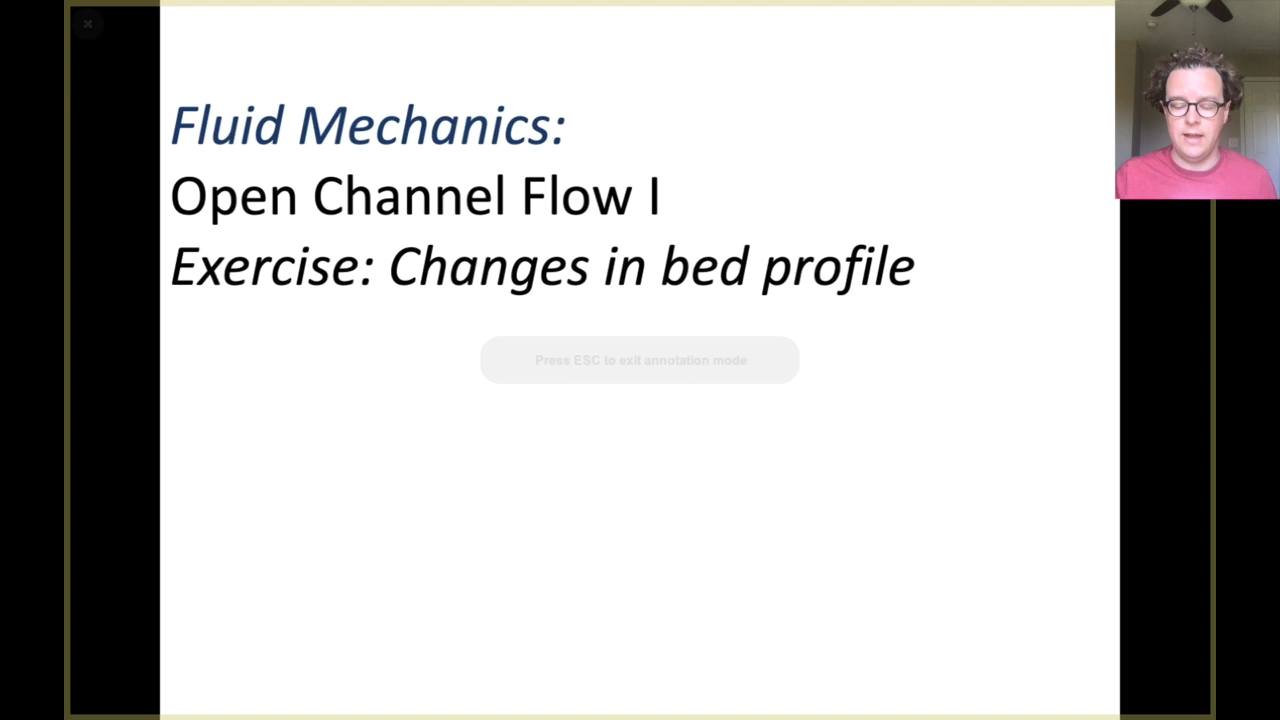 Fluid Mechanics:
Open Channel Flow I
Exercise: Changes in bed profile
Press ESC to exit annotation mode